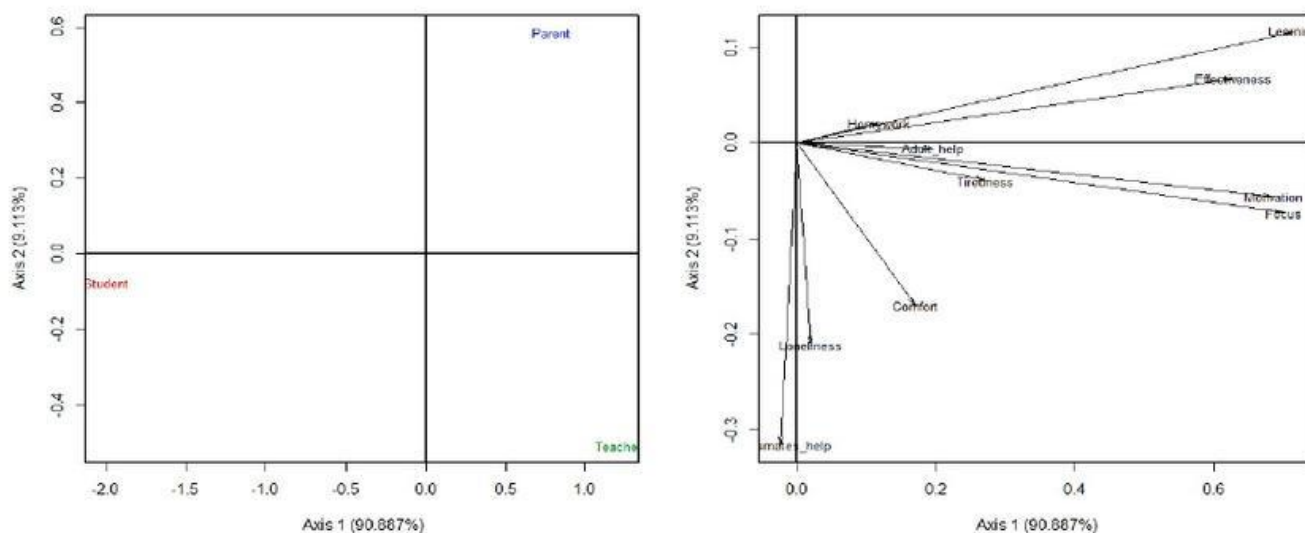 0.6
0.4
0.2
0.0
-0.2
-0.4
Axis 2 (9.113%)
Parent
Student
Teache
-2.0 -1.5 -1.0 -0.5 0.0 0.5 1.0
Axis 1 (90.887%)
0.1
0.0
-0.1
-0.2
-0.3
Axis 2 (9.113%)
Learni
Effectiveness
Homework
Adult_help
Tiredness
Motivation
Focus
Comfort
Loneliness
smates_help
0.0 0.2 0.4 0.6
Axis 1 (90.887%)